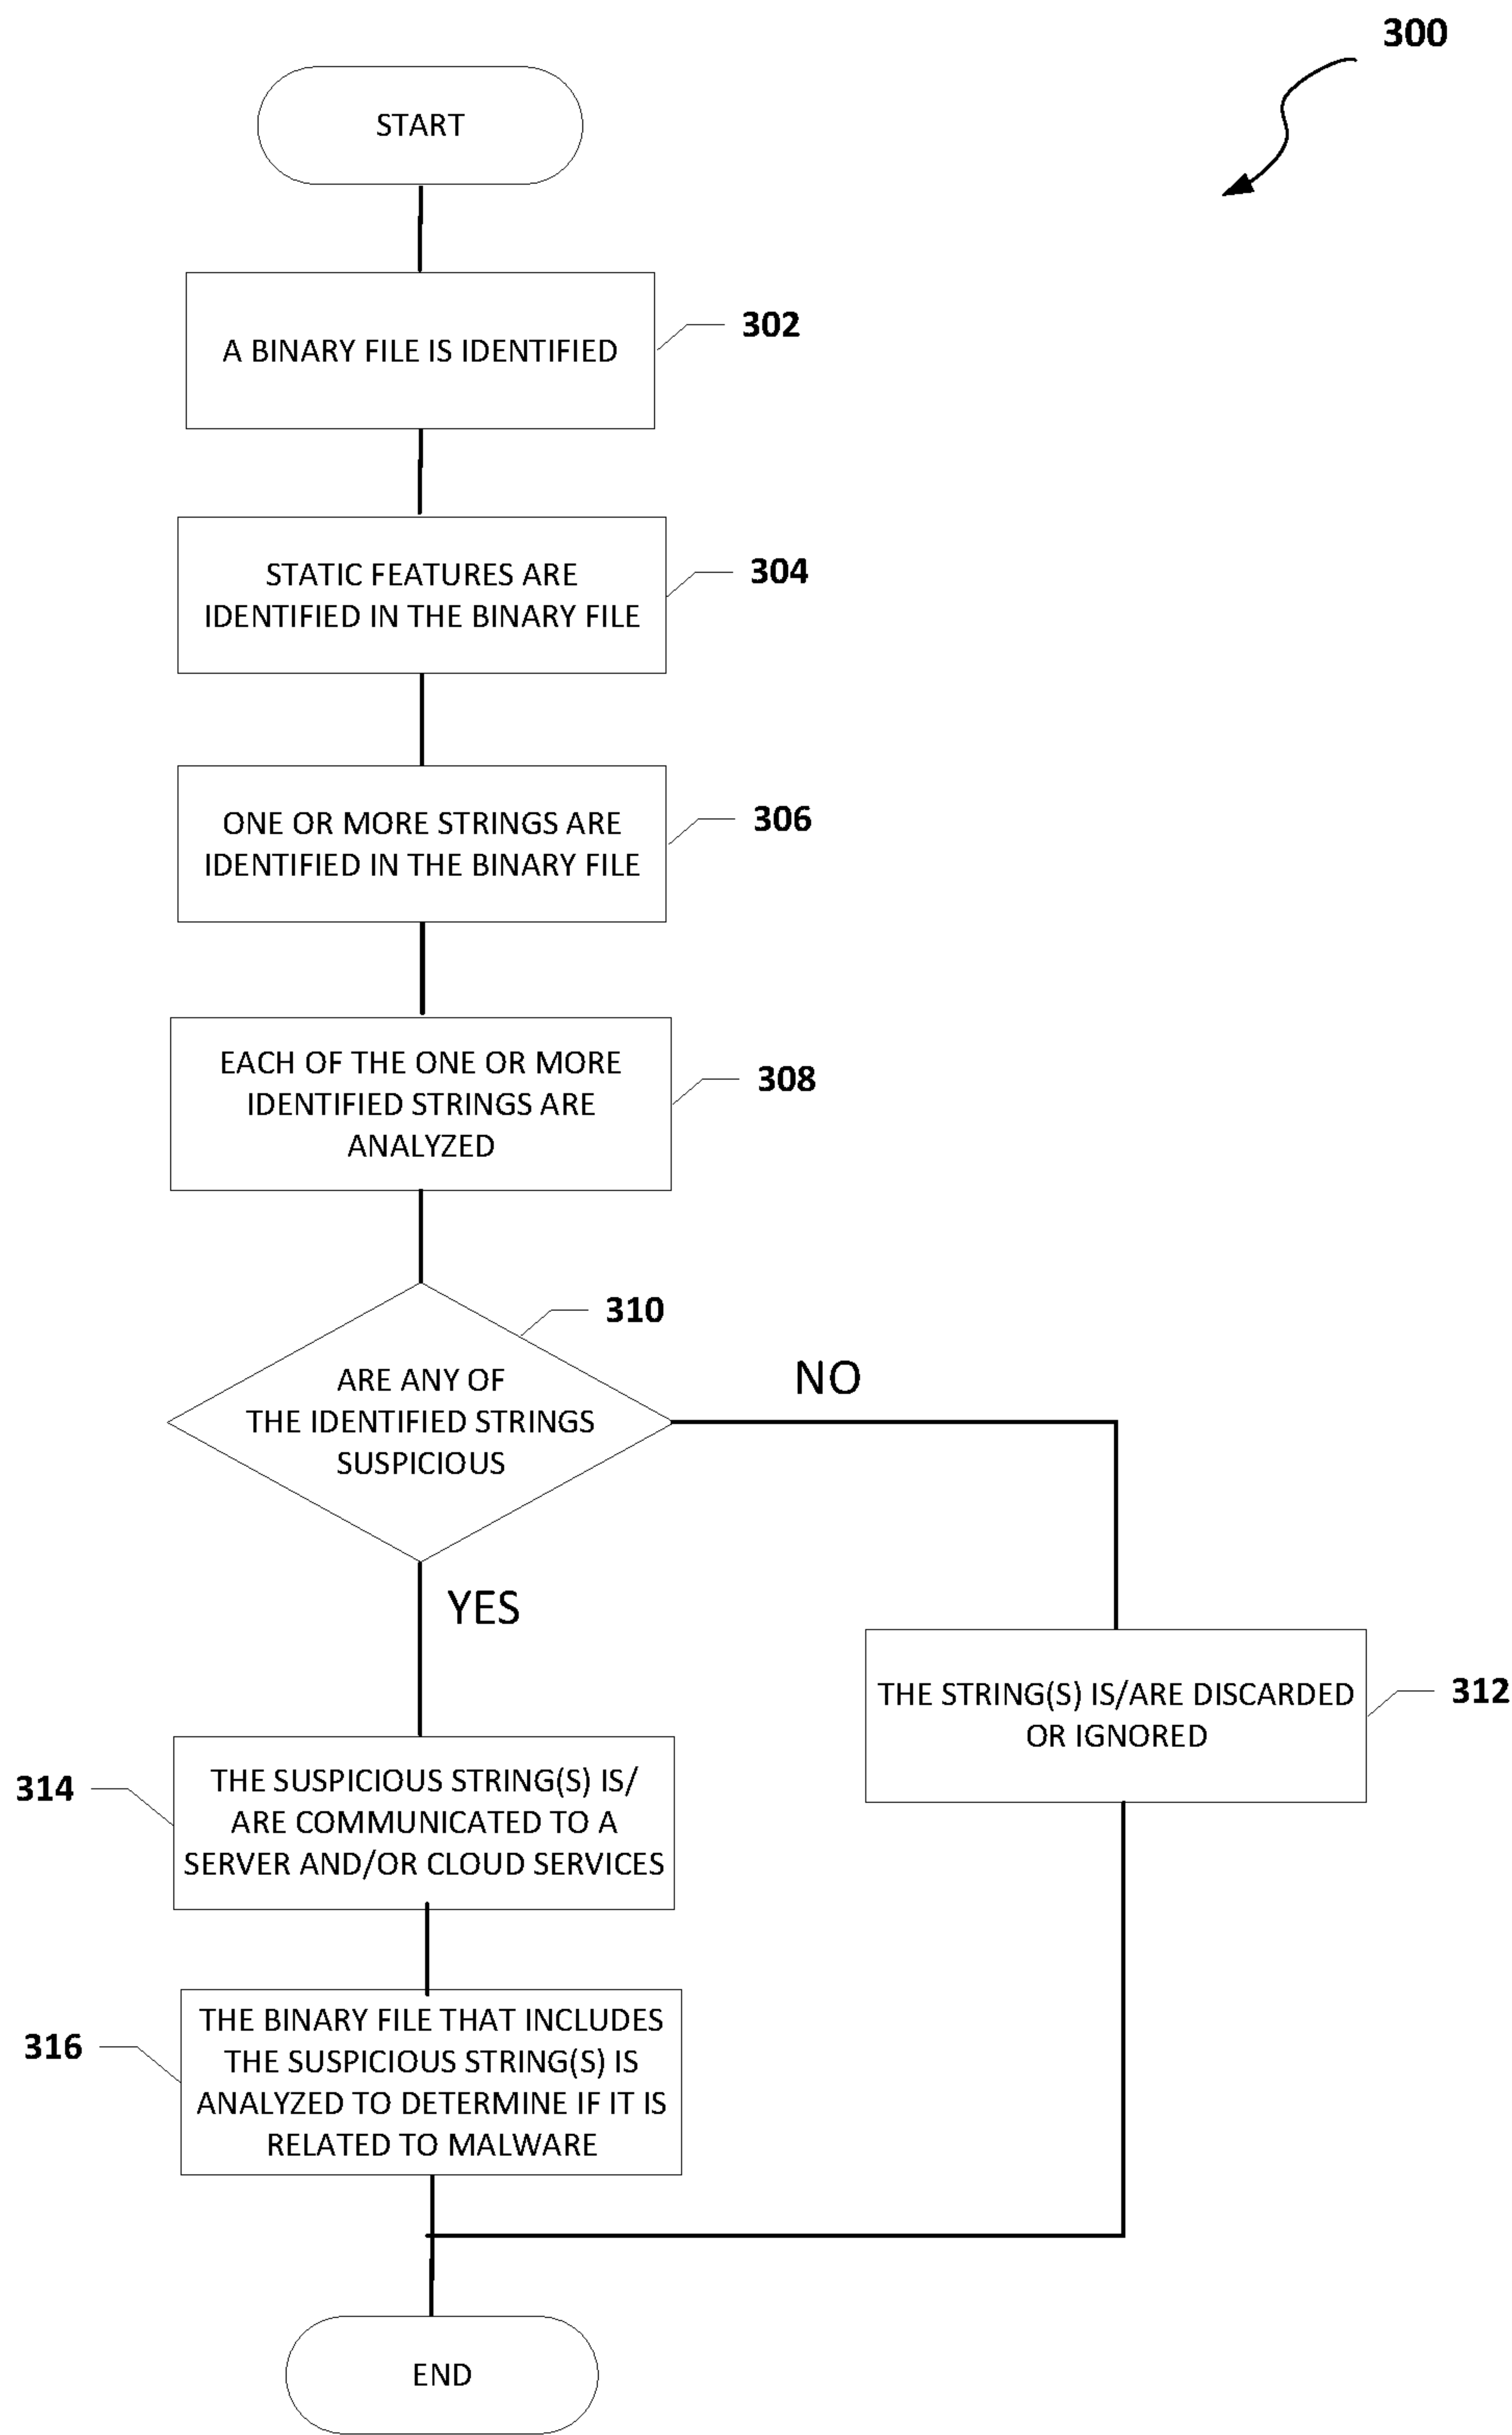 300
START
A BINARY FILE IS IDENTIFIED
302
STATIC FEATURES ARE
IDENTIFIED IN THE BINARY FILE
304
ONE OR MORE STRINGS ARE
IDENTIFIED IN THE BINARY FILE
306
EACH OF THE ONE OR MORE
IDENTIFIED STRINGS ARE
ANALYZED
308
310
ARE ANY OF
THE IDENTIFIED STRINGS
SUSPICIOUS
NO
YES
THE STRING(S) IS/ARE DISCARDED
OR IGNORED
312
314
THE SUSPICIOUS STRING(S) IS/
ARE COMMUNICATED TO A
SERVER AND/OR CLOUD SERVICES
316
THE BINARY FILE THAT INCLUDES
THE SUSPICIOUS STRING(S) IS
ANALYZED TO DETERMINE IF IT IS
RELATED TO MALWARE
END